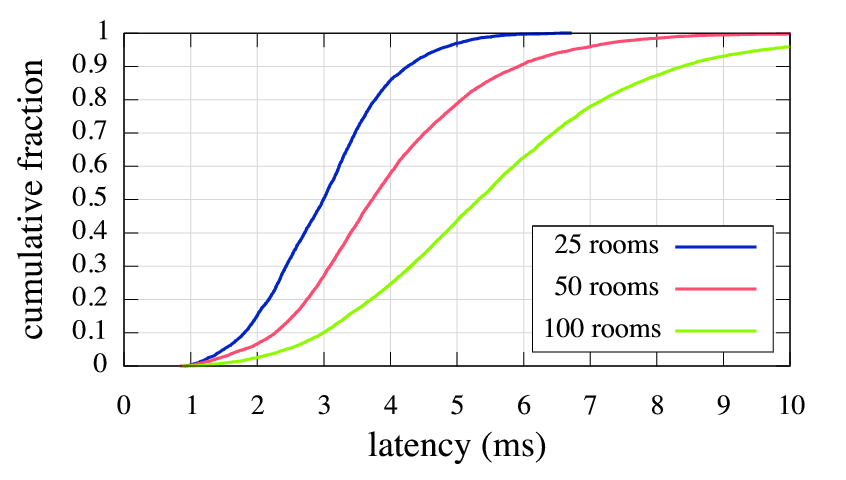 1
0.9
0.8
0.7
0.6
0.5
0.4
0.3
0.2
0.1
0
cumulative fraction
25 rooms
50 rooms
100 rooms
0 1 2 3 4 5 6 7 8 9 10
latency (ms)